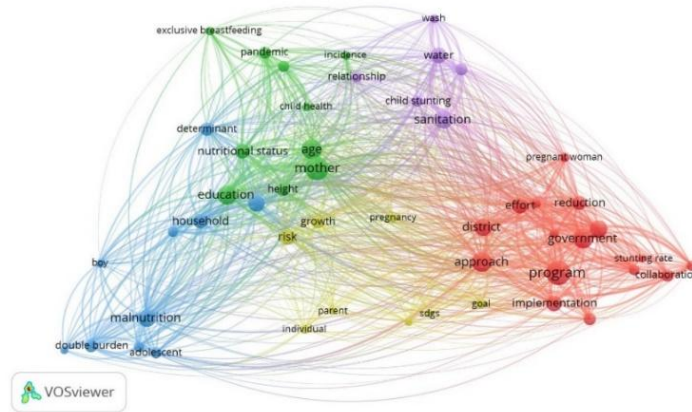 wash
exclusive breastfeeding
pandemic
incidence
water
relationship
child health
child stunting
determinant
sanitation
nutritional status
age
mother
pregnant woman
education
height
effort
reduction
household
growth
pregnancy
risk
district
government
boy
approach
stunting rate
program
collaboration
malnutrition
parent
goal
implementation
individual
sdgs
double burden
adolescent
VOSviewer